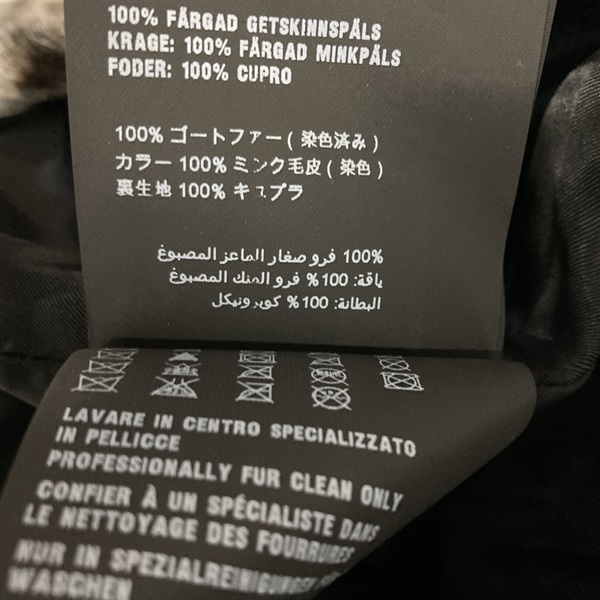 100% FÄRGAD GETSKINNSPÄLS
KRAGE: 100% FÄRGAD MINKPÄLS
FODER: 100% CUPRO
100% ゴートファー ( 染色済み )
カラー 100% ミンク毛皮 ( 染色 )
裏生地 100% キュプラ
100% فرو صغار الماعز المصبوغ
ياقة: 100 % فرو المنك المصبوغ
البطانة: 100 % كوبرونيكل
LAVARE IN CENTRO SPECIALIZZATO
IN PELLICCE
PROFESSIONALLY FUR CLEAN ONLY
CONFIER À UN SPÉCIALISTE DANS
LE NETTOYAGE DES FOURRURES
NUR IN SPEZIALREINIGUNGEN FÜR
WASCHEN